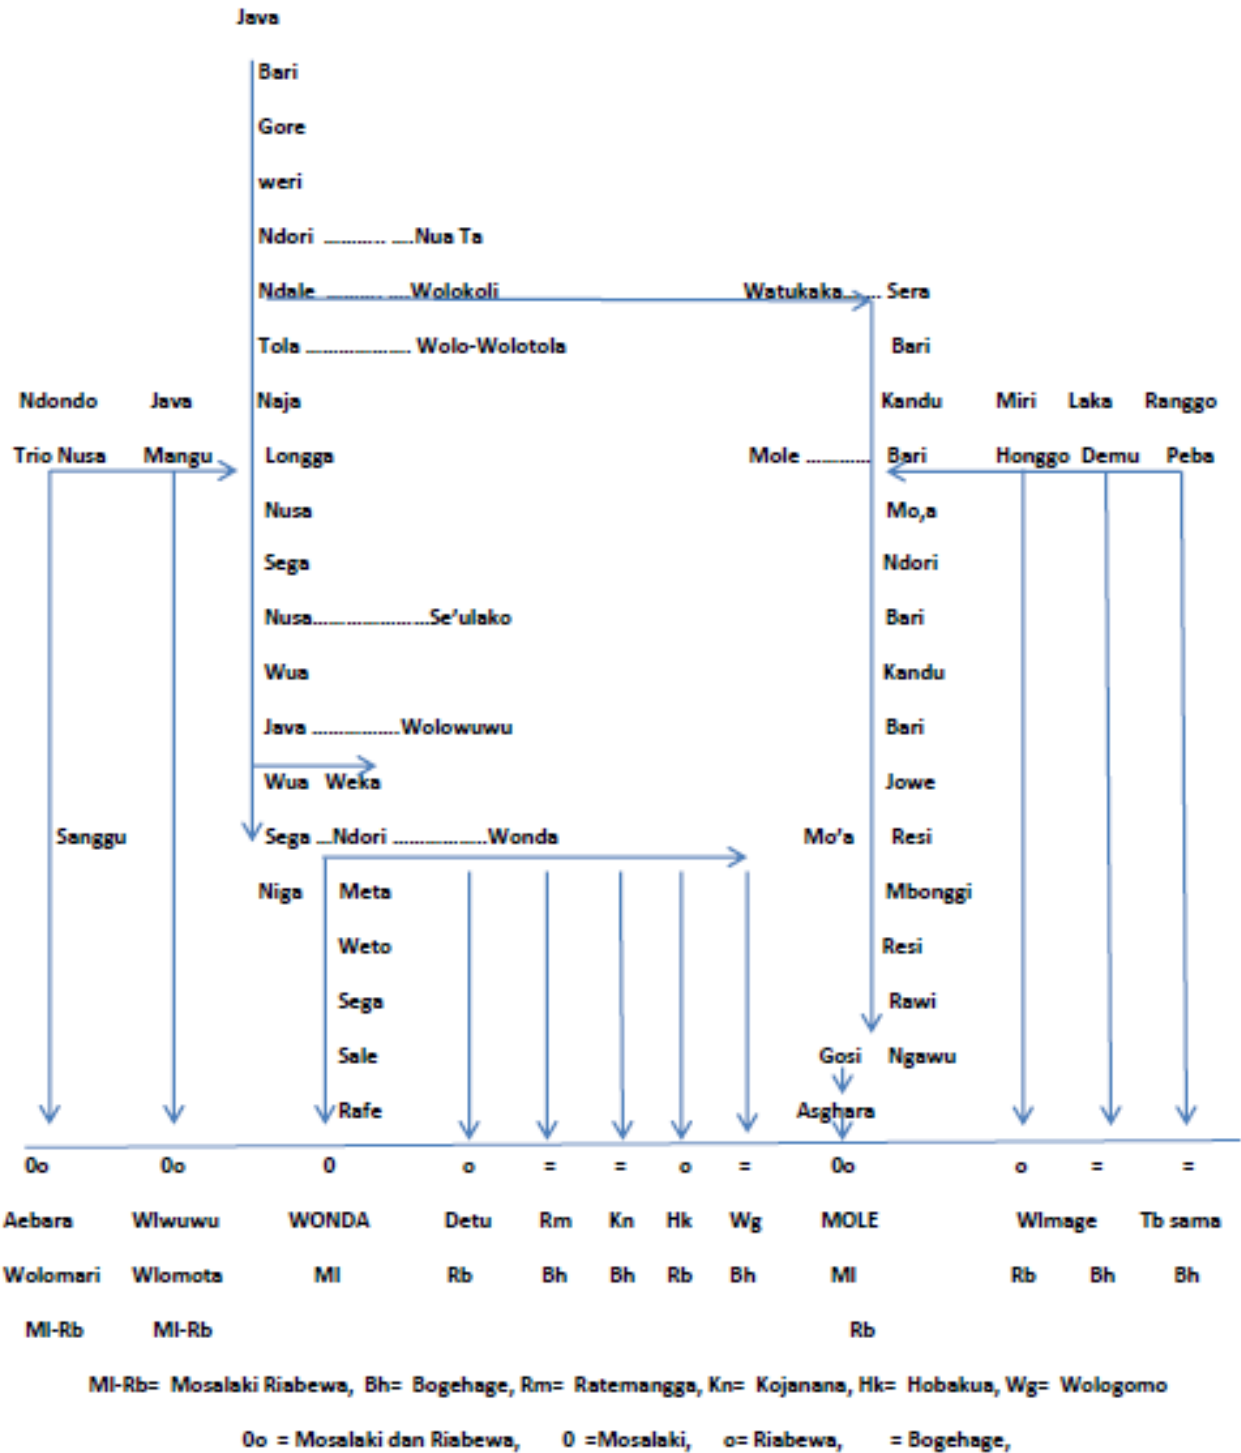 Java
Bari
Gore
weri
Ndori ............ ....Nua Ta
Ndale ........... ....Wolokoli Watukaka....... Sera
Tola ..................... Wolo-Wolotola Bari
Ndondo Java Naja Kandu Miri Laka Ranggo
Trio Nusa Mangu Longga Mole ............ Bari Honggo Demu Peba
Nusa Mo,a
Sega Ndori
Nusa.......................Se'ulako Bari
Wua Kandu
Java .................Wolowuwu Bari
Wua Weka Jowe
Sanggu Sega ...Ndori ..................Wonda Mo'a Resi
Niga Meta Mbonggi
Weto Resi
Sega Rawi
Sale Gosi Ngawu
Rafe Asghara
0o 0o 0 o = = o = 0o o = =
Aebara Wlwuwu WONDA Detu Rm Kn Hk Wg MOLE Wlmage Tb sama
Wolomari Wlomota Ml Rb Bh Bh Rb Bh Ml Rb Bh Bh
Ml-Rb Ml-Rb Rb
Ml-Rb= Mosalaki Riabewa, Bh= Bogehage, Rm= Ratemangga, Kn= Kojanana, Hk= Hobakua, Wg= Wologomo
0o = Mosalaki dan Riabewa, 0 =Mosalaki, o= Riabewa, = Bogehage,